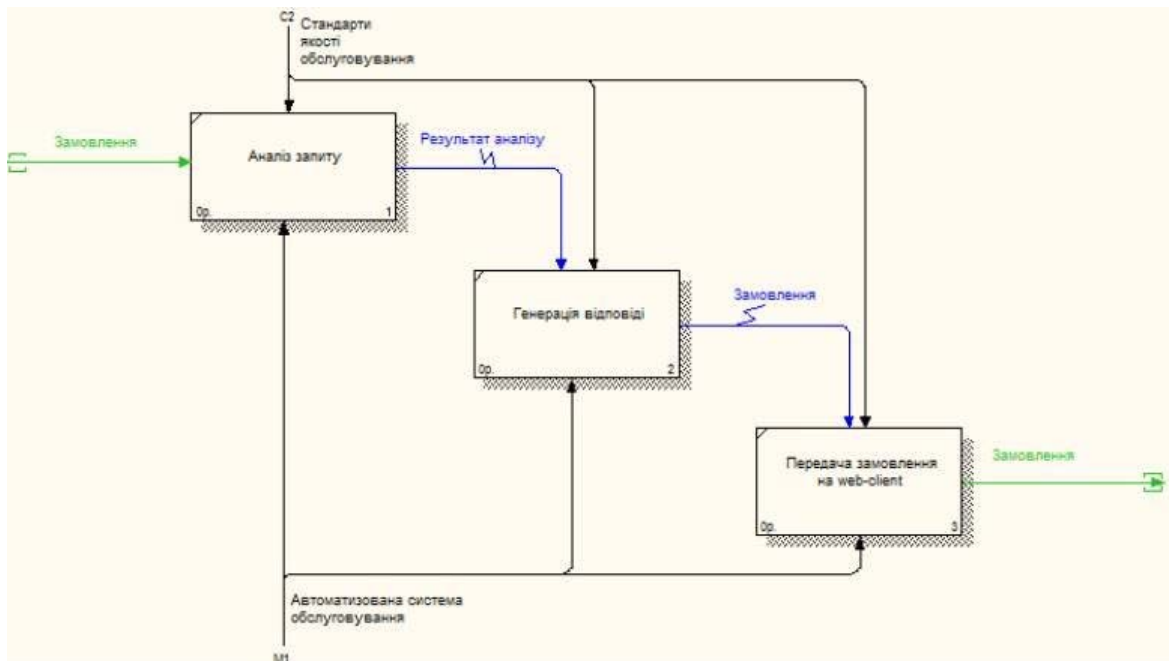 C2
Стандарти
якості
обслуговування
Замовлення
Аналіз запиту
0р.
1
Результат аналізу
Генерація відповіді
0р.
2
Замовлення
Передача замовлення
на web-client
0р.
3
Замовлення
Автоматизована система
обслуговування
M1